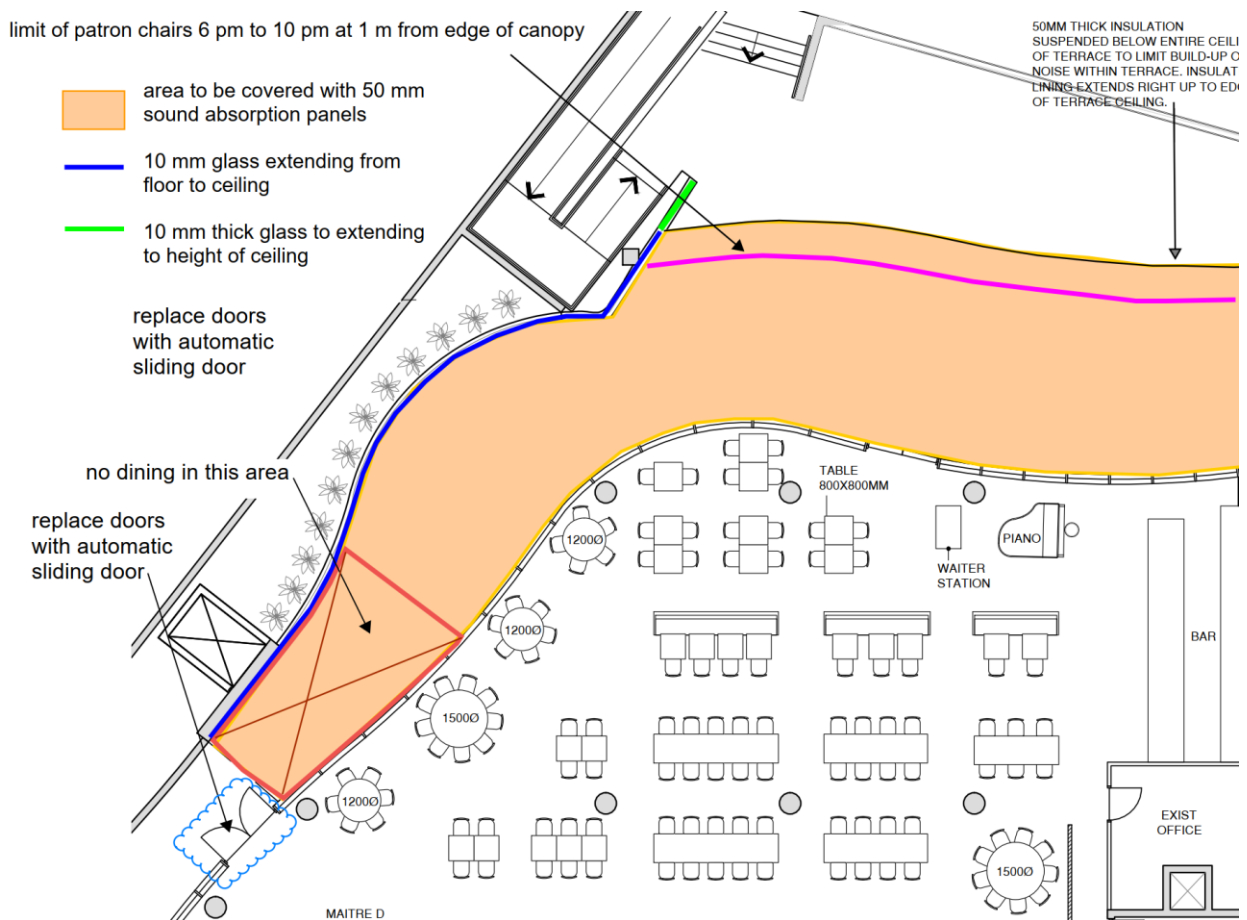 limit of patron chairs 6 pm to 10 pm at 1 m from edge of canopy
50MM THICK INSULATION
SUSPENDED BELOW ENTIRE
OF TERRACE TO LIMIT BUILD-UP
NOISE WITHIN TERRACE.
LINING EXTENDS RIGHT UP TO
OF TERRACE CEILING.
area to be covered with 50 mm
sound absorption panels
10 mm glass extending from
floor to ceiling
10 mm thick glass to extending
to height of ceiling
replace doors
with automatic
sliding door
no dining in this area
replace doors
with automatic
sliding door
TABLE
800X800MM
1200Ø
PIANO
WAITER
STATION
1200Ø
BAR
1500Ø
1200Ø
EXIST
OFFICE
1500Ø
MAITRE D